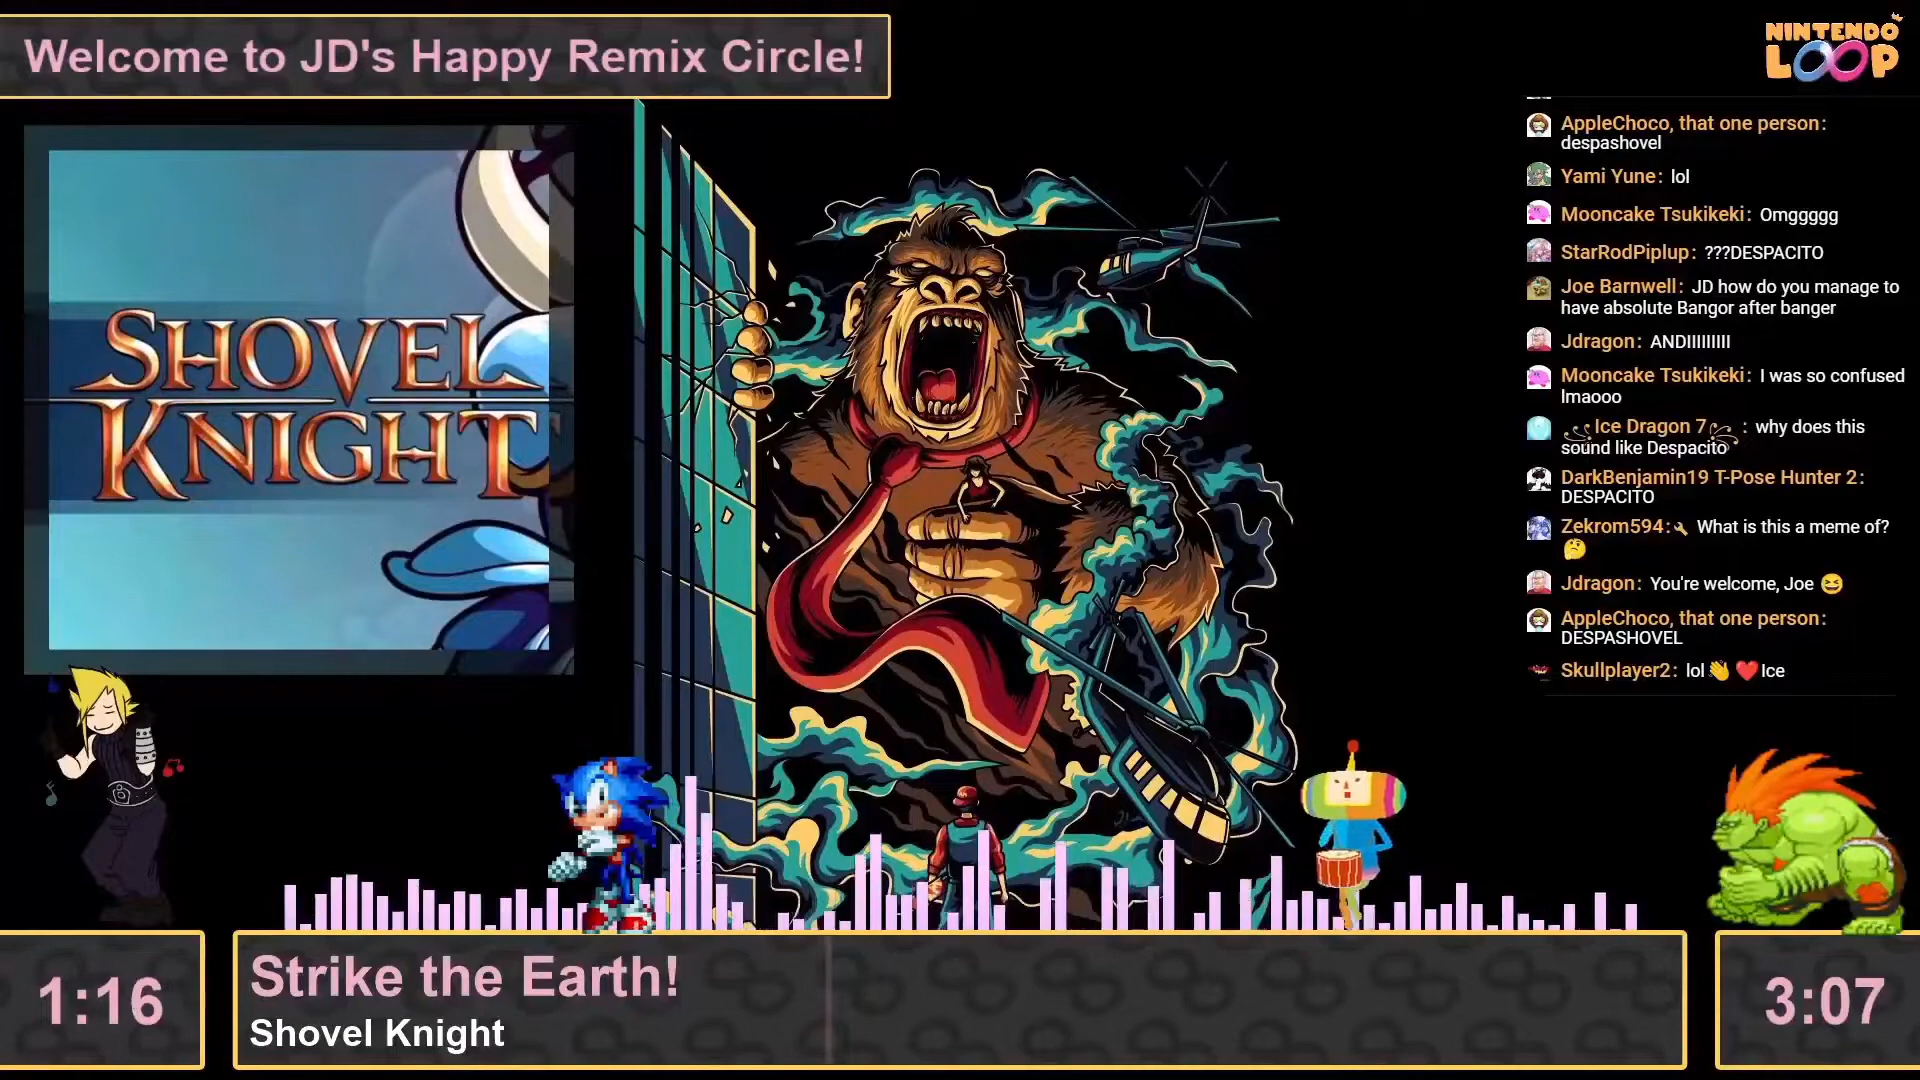 Welcome to JD's Happy Remix Circle!
NINTENDO
LOOP
SHOVEL
KNIGHT
AppleChoco, that one person:
despashovel
Yami Yune: lol
Mooncake Tsukikeki: Omggggg
StarRodPiplup: ???DESPACITO
Joe Barnwell: JD how do you manage to
have absolute Bangor after banger
Jdragon: ANDIIIIIIIII
Mooncake Tsukikeki: I was so confused
lmaooo
Ice Dragon 7 : why does this
sound like Despacito
DarkBenjamin19 T-Pose Hunter 2:
DESPACITO
Zekrom594:🔧 What is this a meme of?
🤔
Jdragon: You're welcome, Joe 😆
AppleChoco, that one person:
DESPASHOVEL
Skullplayer2: lol👋 ❤️Ice
1:16
Strike the Earth!
Shovel Knight
3:07